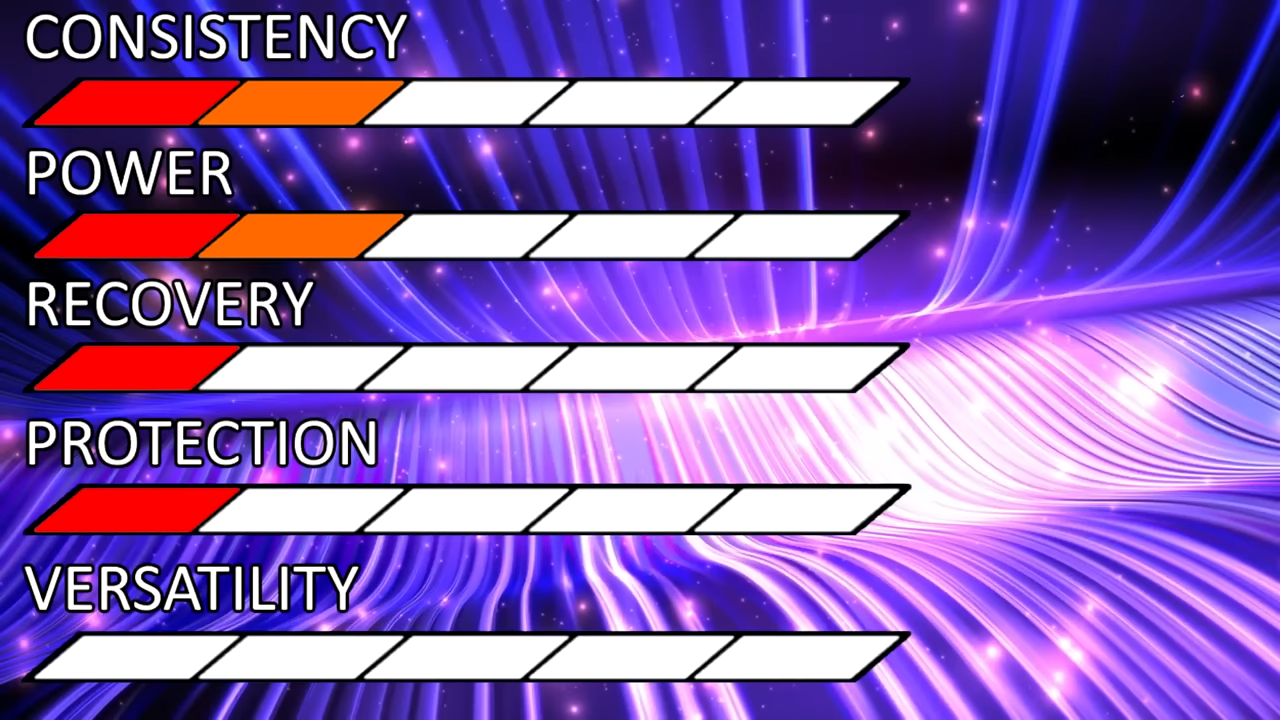 CONSISTENCY
POWER
RECOVERY
PROTECTION
VERSATILITY